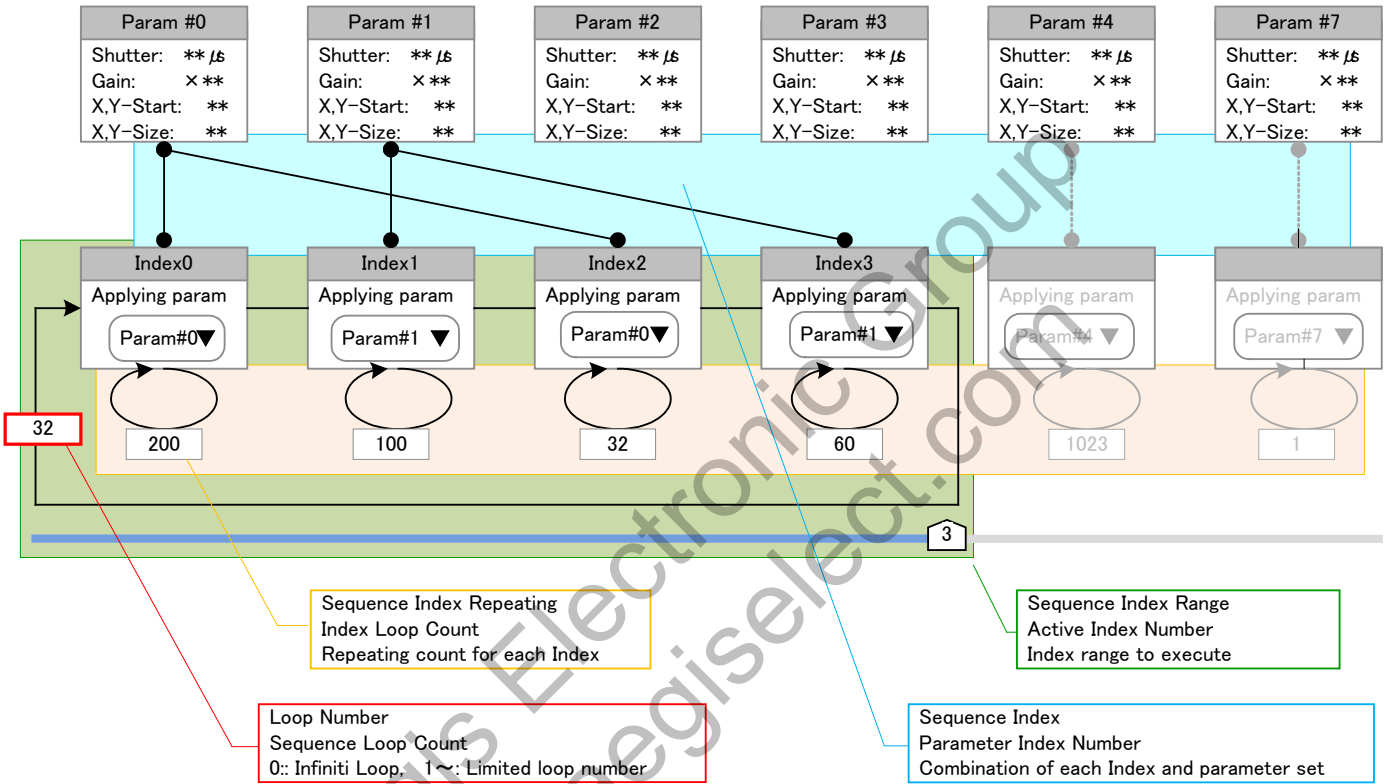 Param #0
Shutter: ** μs
Gain: ×**
X,Y-Start: **
X,Y-Size: **
Param #1
Shutter: ** μs
Gain: ×**
X,Y-Start: **
X,Y-Size: **
Param #2
Shutter: ** μs
Gain: ×**
X,Y-Start: **
X,Y-Size: **
Param #3
Shutter: ** μs
Gain: ×**
X,Y-Start: **
X,Y-Size: **
Param #4
Shutter: ** μs
Gain: ×**
X,Y-Start: **
X,Y-Size: **
Param #7
Shutter: ** μs
Gain: ×**
X,Y-Start: **
X,Y-Size: **
Index0
Applying param
Param#0▼
Index1
Applying param
Param#1 ▼
Index2
Applying param
Param#0▼
Index3
Applying param
Param#1 ▼
Applying param
Param#4 ▼
Applying param
Param#7 ▼
32
200
100
32
60
1023
1
3
Sequence Index Repeating
Index Loop Count
Repeating count for each Index
Sequence Index Range
Active Index Number
Index range to execute
Loop Number
Sequence Loop Count
0:: Infiniti Loop, 1~: Limited loop number
Sequence Index
Parameter Index Number
Combination of each Index and parameter set
gis Electronic Group
aegiselect.com